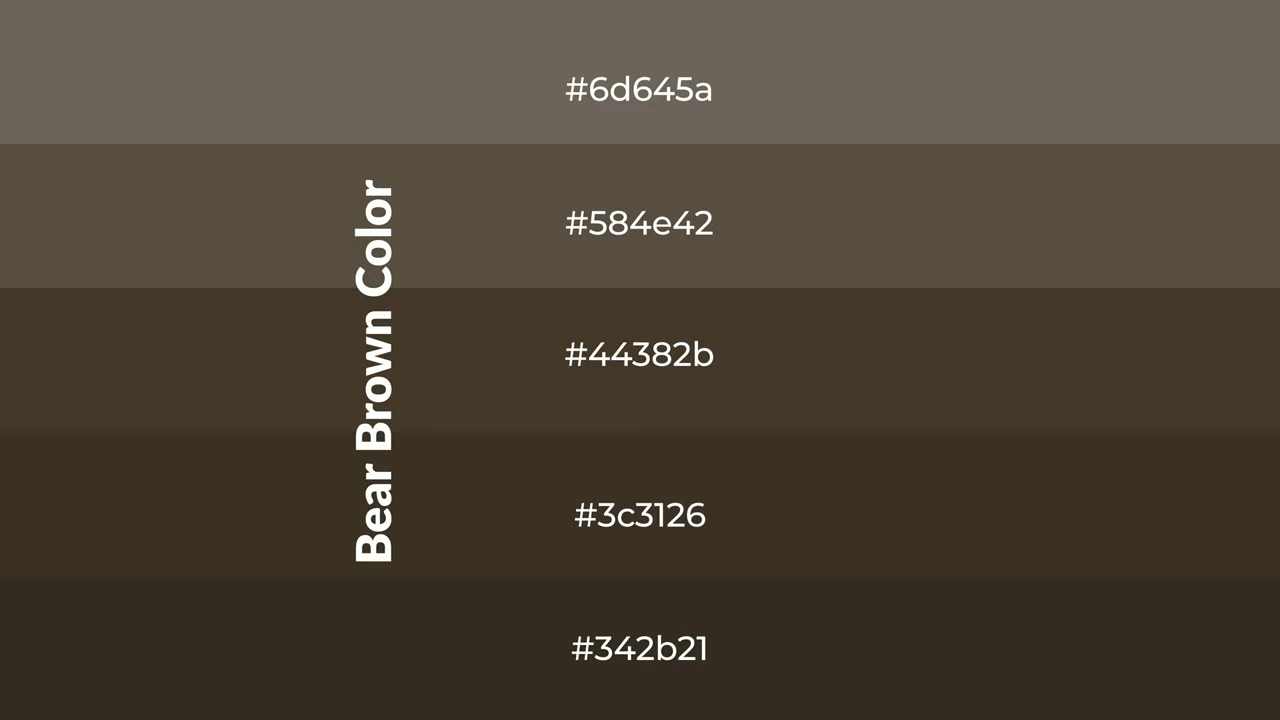 Bear Brown Color
#6d645a
#584e42
#44382b
#3c3126
#342b21